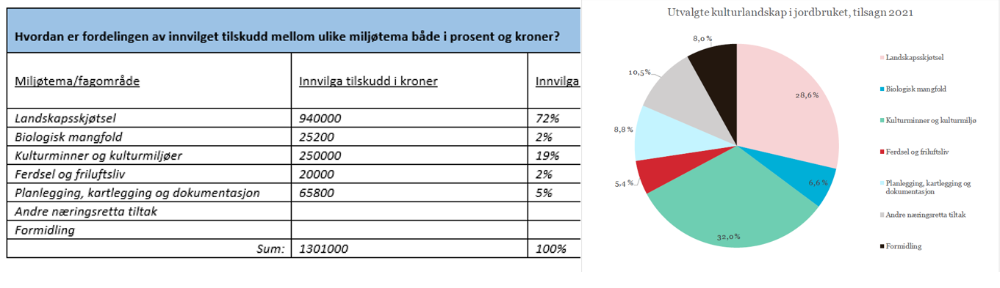 Hvordan er fordelingen av innvilget tilskudd mellom ulike miljøtema både i prosent og kroner?
Miljøtema/fagområde Innvilga tilskudd i kroner Innvilga
Landskapsskjøtsel 940000 72%
Biologisk mangfold 25200 2%
Kulturminner og kulturmiljøer 250000 19%
Ferdsel og friluftsliv 20000 2%
Planlegging, kartlegging og dokumentasjon 65800 5%
Andre næringsretta tiltak
Formidling
Sum: 1301000 100%
Utvalgte kulturlandskap i jordbruket, tilsagn 2021
8,0%
10,5%
28,6%
8,8%
5,4%
6,6%
32,0%
Landskapsskjøtsel
Biologisk mangfold
Kulturminner og kulturmiljø
Ferdsel og friluftsliv
Planlegging, kartlegging og
dokumentasjon
Andre næringsretta tiltak
Formidling